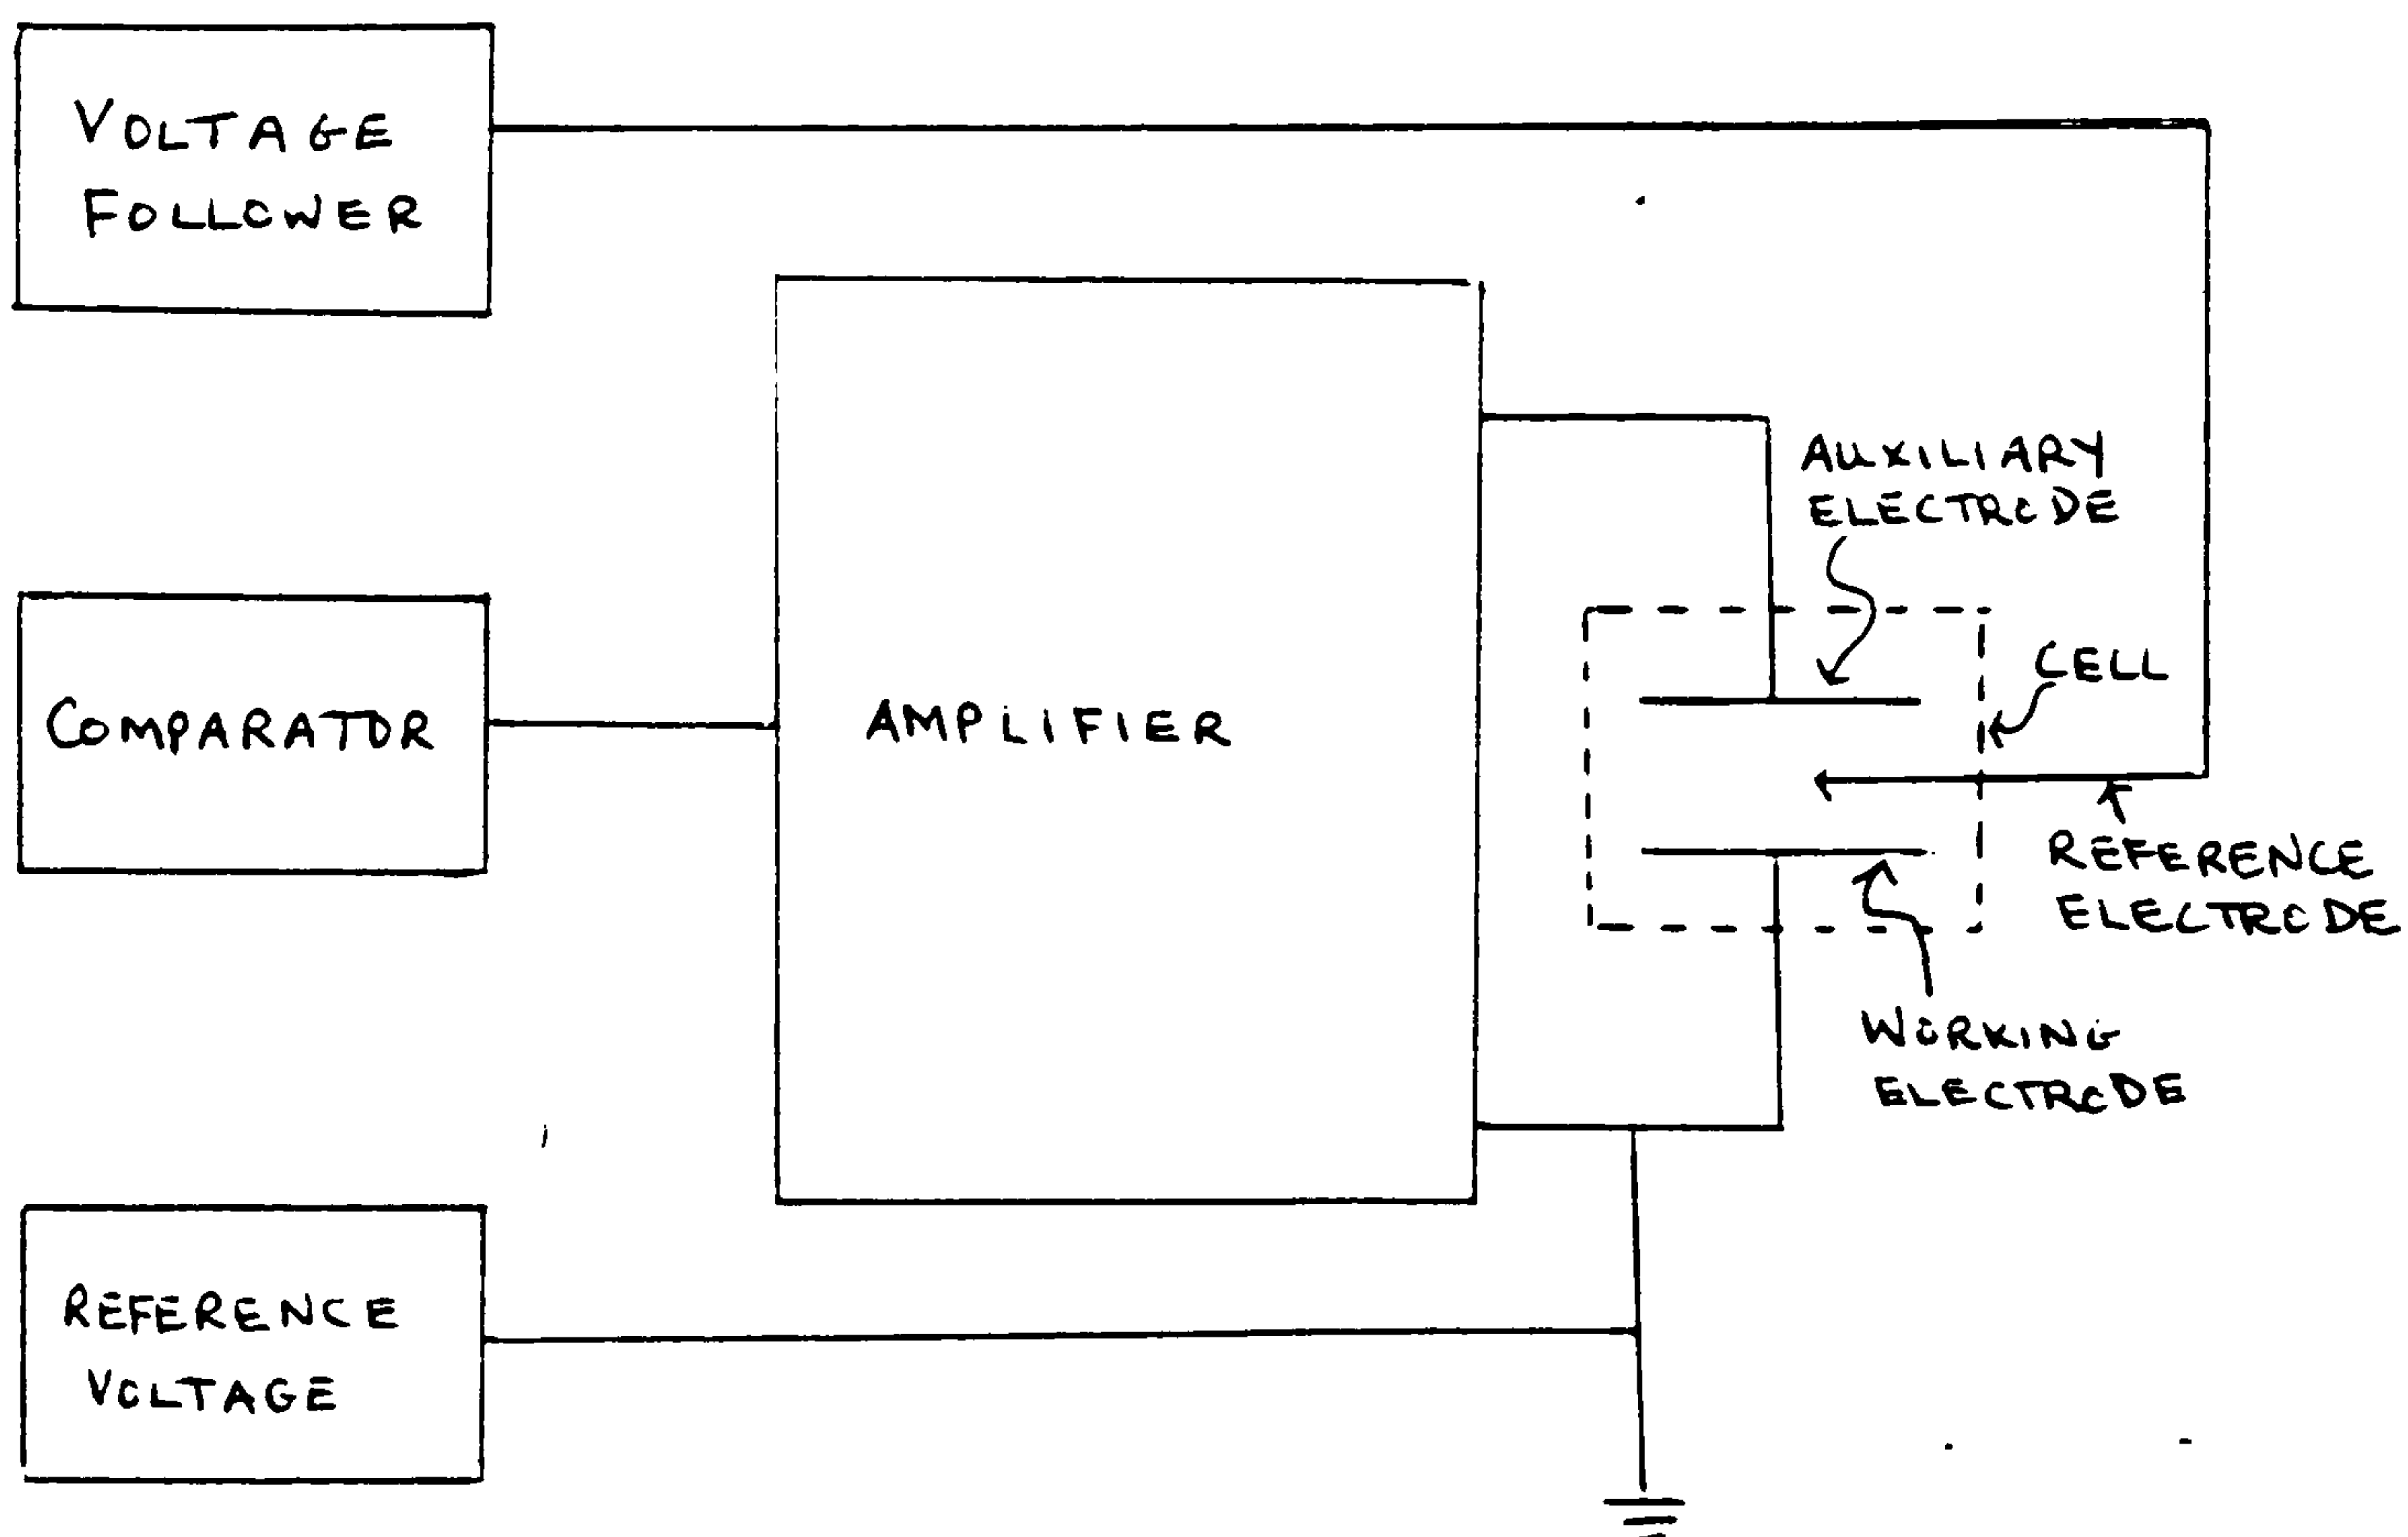 VOLTAGE
FOLLOWER
AUXILIARY
ELECTRODE
CELL
COMPARATOR
AMPLIFIER
REFERENCE
ELECTRODE
WORKING
ELECTRODE
REFERENCE
VOLTAGE